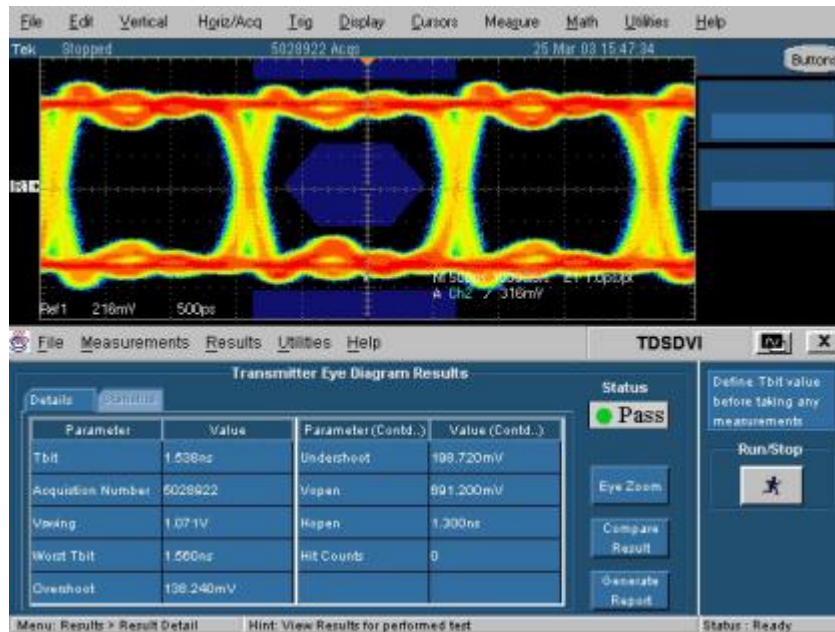 File Edit Vertical Horiz/Acq Trig Display Cursors Measure Math Utilities Help
Tek Stopped 5028922 Acqs 25 Mar 03 15:47:34
Buttons
R1
A Ch2 / 316mV
Ref1 216mV 500ps
File Measurements Results Utilities Help TDSDVI X
Transmitter Eye Diagram Results
Details Statistics
Status
Pass
Parameter Value Parameter(Contd..) Value (Contd..)
Tbit 1.538ns Undershoot 198.720mV
Acquistion Number 5028922 Vopen 691.200mV
Vswing 1.071V Hopen 1.300ns
Worst Tbit 1.560ns Hit Counts 0
Overshoot 138.240mV
Eye Zoom
Compare
Result
Generate
Report
Define Tbit value
before taking any
measurements
Run/Stop
Menu: Results > Result Detail Hint: View Results for performed test Status : Ready